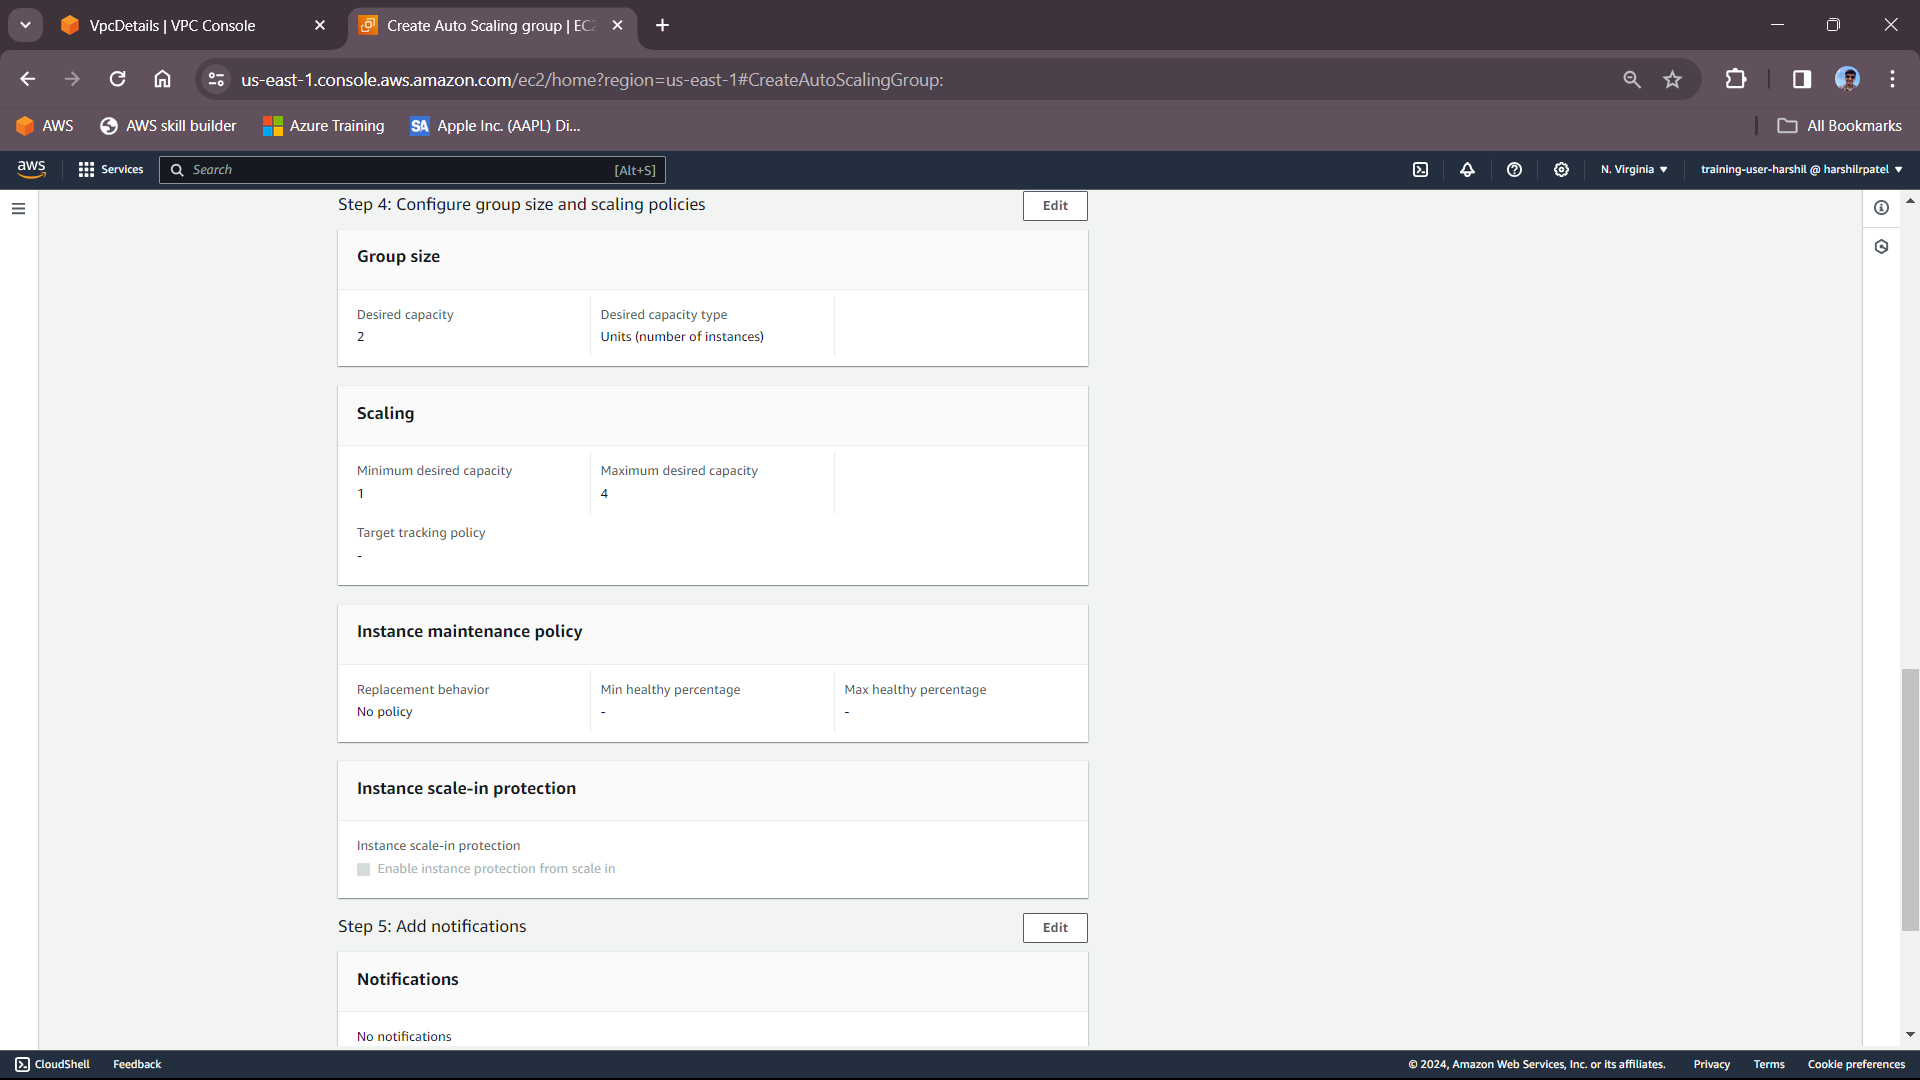 VpcDetails | VPC Console
Create Auto Scaling group | EC2
us-east-1.console.aws.amazon.com/ec2/home?region=us-east-1#CreateAutoScalingGroup:
AWS
AWS skill builder
Azure Training
SA
Apple Inc. (AAPL) Di...
All Bookmarks
aws
Services
Search
[Alt+S]
N. Virginia
training-user-harshil @ harshilrpatel
Step 4: Configure group size and scaling policies
Edit
Group size
Desired capacity
2
Desired capacity type
Units (number of instances)
Scaling
Minimum desired capacity
1
Maximum desired capacity
4
Target tracking policy
-
Instance maintenance policy
Replacement behavior
No policy
Min healthy percentage
-
Max healthy percentage
-
Instance scale-in protection
Instance scale-in protection
Enable instance protection from scale in
Step 5: Add notifications
Edit
Notifications
No notifications
CloudShell
Feedback
© 2024, Amazon Web Services, Inc. or its affiliates.
Privacy
Terms
Cookie preferences